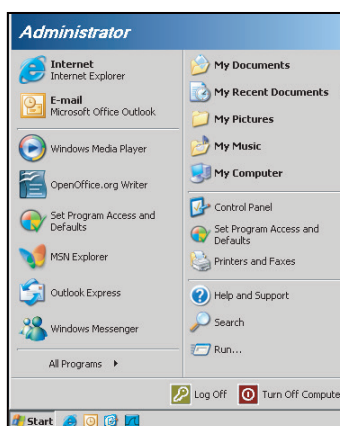 Administrator
Internet
Internet Explorer
E-mail
Microsoft Office Outlook
Windows Media Player
OpenOffice.org Writer
Set Program Access and
Defaults
MSN Explorer
Outlook Express
Windows Messenger
All Programs
My Documents
My Recent Documents
My Pictures
My Music
My Computer
Control Panel
Set Program Access and
Defaults
Printers and Faxes
Help and Support
Search
Run...
Log Off
Turn Off Compute
Start